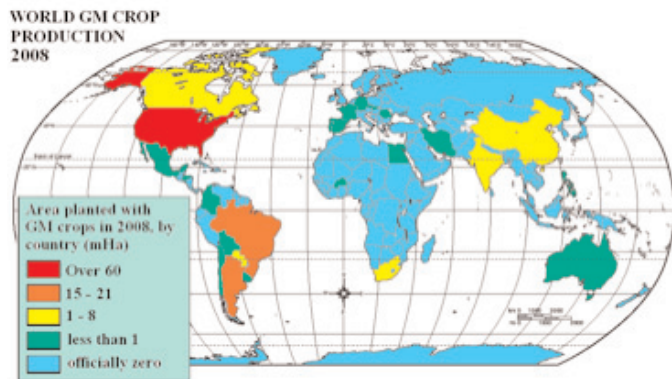 WORLD GM CROP
PRODUCTION
2008
Area planted with
GM crops in 2008, by
country (mHa)
Over 60
15 - 21
1 - 8
less than 1
officially zero